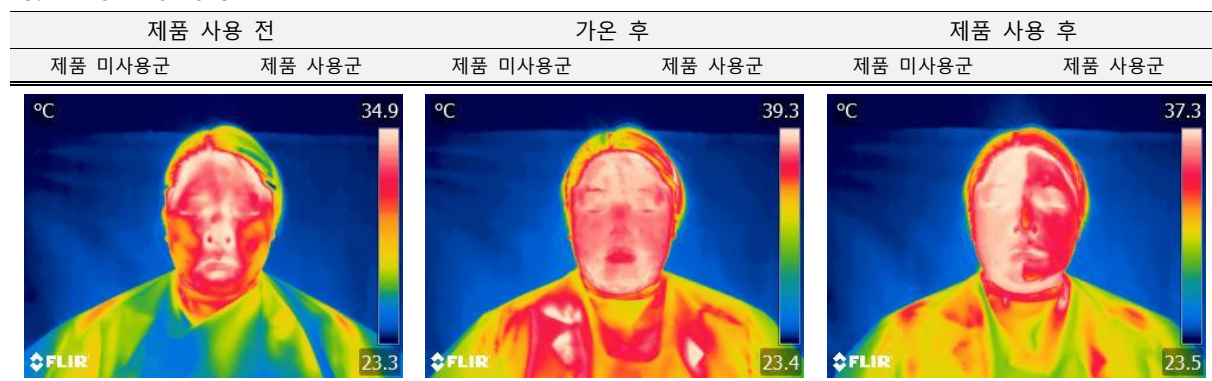 제품 사용 전 가온 후 제품 사용 후
제품 미사용군 제품 사용군 제품 미사용군 제품 사용군 제품 미사용군 제품 사용군
°C 34.9 °C 39.3 °C 37.3
FLIR 23.3 FLIR 23.4 FLIR 23.5